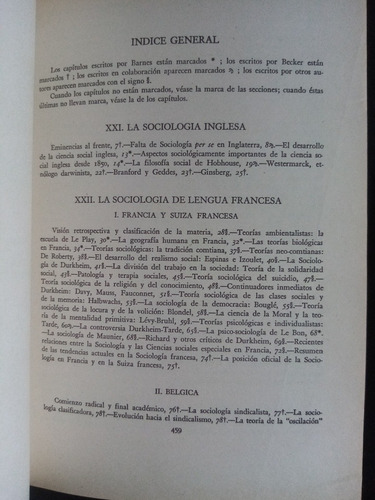 INDICE GENERAL
Los capítulos escritos por Barnes están marcados * ; los escritos por Becker están
marcados † ; los escritos en colaboración aparecen marcados ; los escritos por otros autores
aparecen marcados con el signo §.
Cuando los capítulos no están marcados, véase la marca de las secciones; cuando éstas
últimas no llevan marca, véase la de los capítulos.
XXI. LA SOCIOLOGIA INGLESA
Eminencias al frente, 7†.—Falta de Sociología per se en Inglaterra, 8.—El desarrollo
de la ciencia social inglesa, 13*.—Aspectos sociológicamente importantes de la ciencia social
inglesa desde 1850, 14*.—La filosofía social de Hobhouse, 19.—Westermarck, etnólogo
darwinista, 22†.—Branford y Geddes, 23†.—Ginsberg, 25†.
XXII. LA SOCIOLOGIA DE LENGUA FRANCESA
I. FRANCIA Y SUIZA FRANCESA
Visión retrospectiva y clasificación de la materia, 28§.—Teorías ambientalistas: la
escuela de Le Play, 30*.—La geografía humana en Francia, 32*.—Las teorías biológicas
en Francia, 34*.—Teorías sociológicas: la tradición comtiana, 37§.—Teorías neo-comtianas:
De Roberty, 38§.—El desarrollo del realismo social: Espinas e Izoulet, 40§.—La Sociología
de Durkheim, 41§.—La división del trabajo en la sociedad: Teoría de la solidaridad
social, 43§.—Patología y terapia sociales, 45§.—Teoría sociológica del suicidio, 47§.—
Teoría sociológica de la religión y del conocimiento, 48§.—Continuadores inmediatos de
Durkheim: Davy, Mauss, Fauconnet, 51§.—Teoría sociológica de las clases sociales y
de la memoria: Halbwachs, 53§.—La sociología de la democracia: Bouglé, 55§.—Teoría
sociológica de la locura y de la volición: Blondel, 58§.—La ciencia de la Moral y la teoría
de la mentalidad primitiva: Lévy-Bruhl, 59§.—Teorías psicológicas e individualistas:
Tarde, 60.—La controversia Durkheim-Tarde, 65§.—La psico-sociología de Le Bon, 68*.
La sociología de Maunier, 68§.—Richard y otros críticos de Durkheim, 69§.—Recientes
relaciones entre la Sociología y las Ciencias sociales especiales en Francia, 72§.—Resumen
de las tendencias actuales en la Sociología francesa, 74†.—La posición oficial de la Sociología
en Francia y en la Suiza Francesa, 75†.
II. BELGICA
Comienzo radical y final académico, 76†.—La sociología sindicalista, 77†.—La sociología
clasificadora, 78†.—Evolución hacia el sindicalismo, 78†.—La teoría de la "oscilación"
459